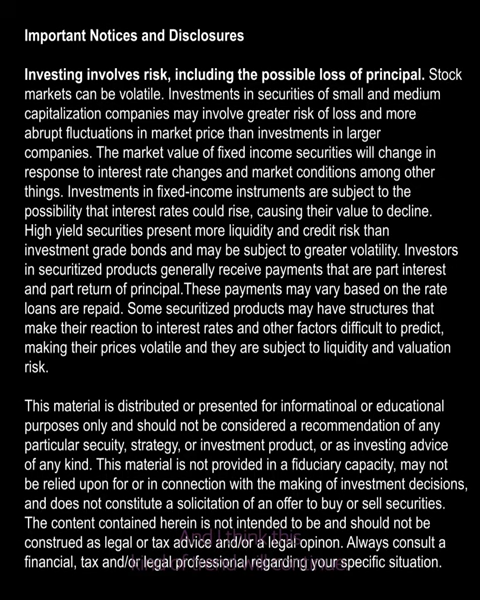 Important Notices and Disclosures
Investing involves risk, including the possible loss of principal. Stock
markets can be volatile. Investments in securities of small and medium
capitalization companies may involve greater risk of loss and more
abrupt fluctuations in market price than investments in larger
companies. The market value of fixed income securities will change in
response to interest rate changes and market conditions among other
things. Investments in fixed-income instruments are subject to the
possibility that interest rates could rise, causing their value to decline.
High yield securities present more liquidity and credit risk than
investment grade bonds and may be subject to greater volatility. Investors
in securitized products generally receive payments that are part interest
and part return of principal.These payments may vary based on the rate
loans are repaid. Some securitized products may have structures that
make their reaction to interest rates and other factors difficult to predict,
making their prices volatile and they are subject to liquidity and valuation
risk.
This material is distributed or presented for informatinoal or educational
purposes only and should not be considered a recommendation of any
particular secuity, strategy, or investment product, or as investing advice
of any kind. This material is not provided in a fiduciary capacity, may not
be relied upon for or in connection with the making of investment decisions,
and does not constitute a solicitation of an offer to buy or sell securities.
The content contained herein is not intended to be and should not be
construed as legal or tax advice and/or a legal opinon. Always consult a
financial, tax and/or legal professional regarding your specific situation.
And I think this
kind of will continue